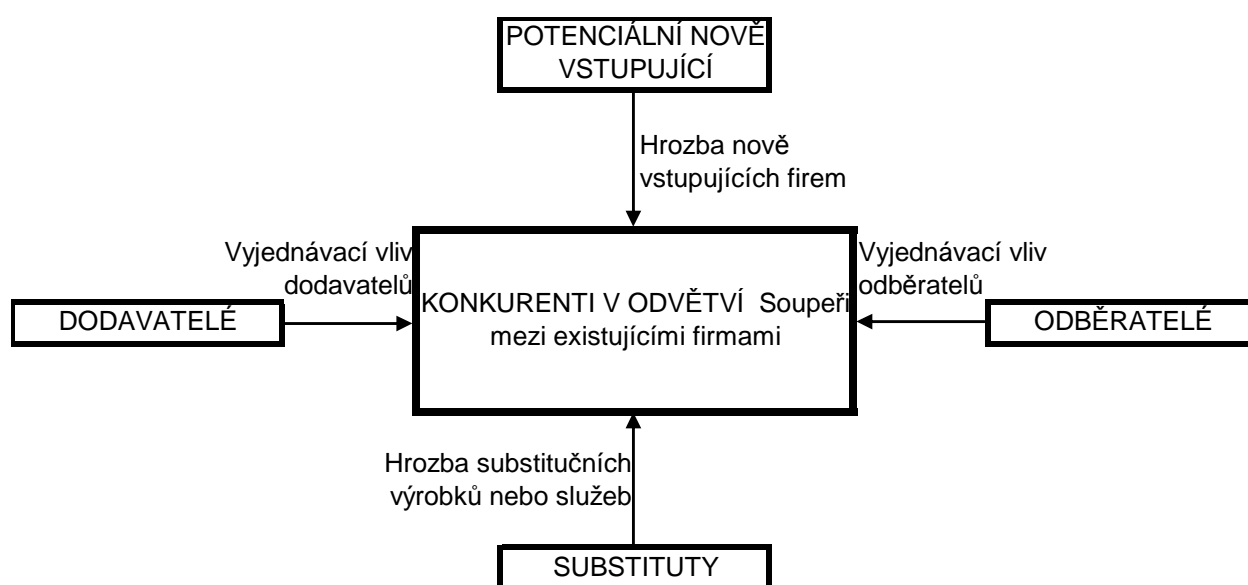 POTENCIÁLNÍ NOVĚ
VSTUPUJÍCÍ
Hrozba nově
vstupujících firem
Vyjednávací vliv
dodavatelů
Vyjednávací vliv
odběratelů
DODAVATELÉ
KONKURENTI V ODVĚTVÍ  Soupeři
mezi existujícími firmami
ODBĚRATELÉ
Hrozba substitučních
výrobků nebo služeb
SUBSTITUTY